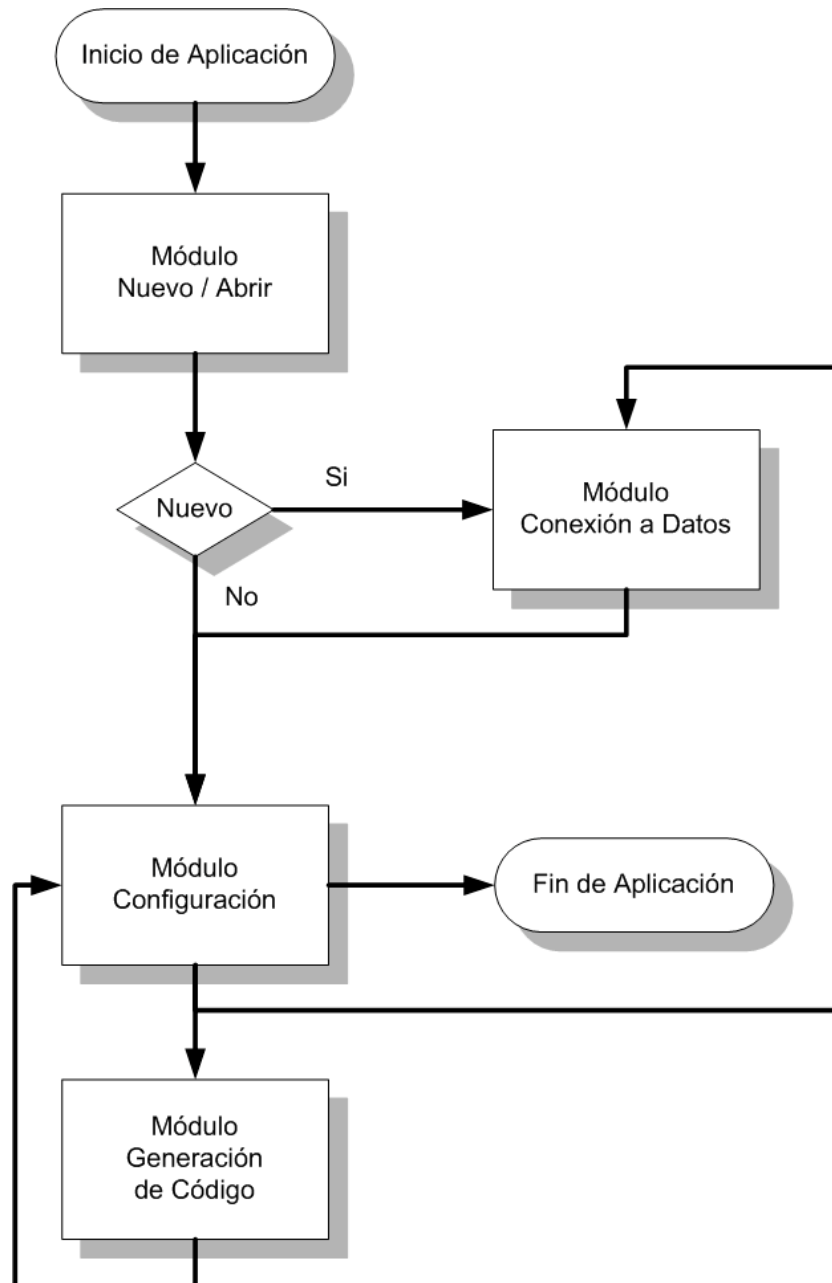 Inicio de Aplicación
Módulo
Nuevo / Abrir
Nuevo
Si
Módulo
Conexión a Datos
No
Módulo
Configuración
Fin de Aplicación
Módulo
Generación
de Código